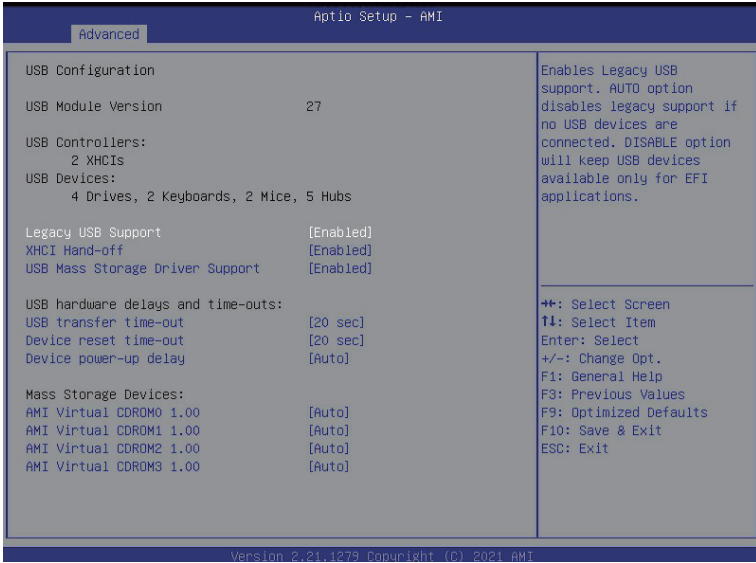 Aptio Setup - AMI
Advanced
USB Configuration
USB Module Version 27
USB Controllers:
2 XHCIs
USB Devices:
4 Drives, 2 Keyboards, 2 Mice, 5 Hubs
Legacy USB Support [Enabled]
XHCI Hand-off [Enabled]
USB Mass Storage Driver Support [Enabled]
USB hardware delays and time-outs:
USB transfer time-out [20 sec]
Device reset time-out [20 sec]
Device power-up delay [Auto]
Mass Storage Devices:
AMI Virtual CDROM0 1.00 [Auto]
AMI Virtual CDROM1 1.00 [Auto]
AMI Virtual CDROM2 1.00 [Auto]
AMI Virtual CDROM3 1.00 [Auto]
Enables Legacy USB
support. AUTO option
disables legacy support if
no USB devices are
connected. DISABLE option
will keep USB devices
available only for EFI
applications.
→←: Select Screen
↑↓: Select Item
Enter: Select
+/-: Change Opt.
F1: General Help
F3: Previous Values
F9: Optimized Defaults
F10: Save & Exit
ESC: Exit
Version 2.21.1279 Copyright (C) 2021 AMI